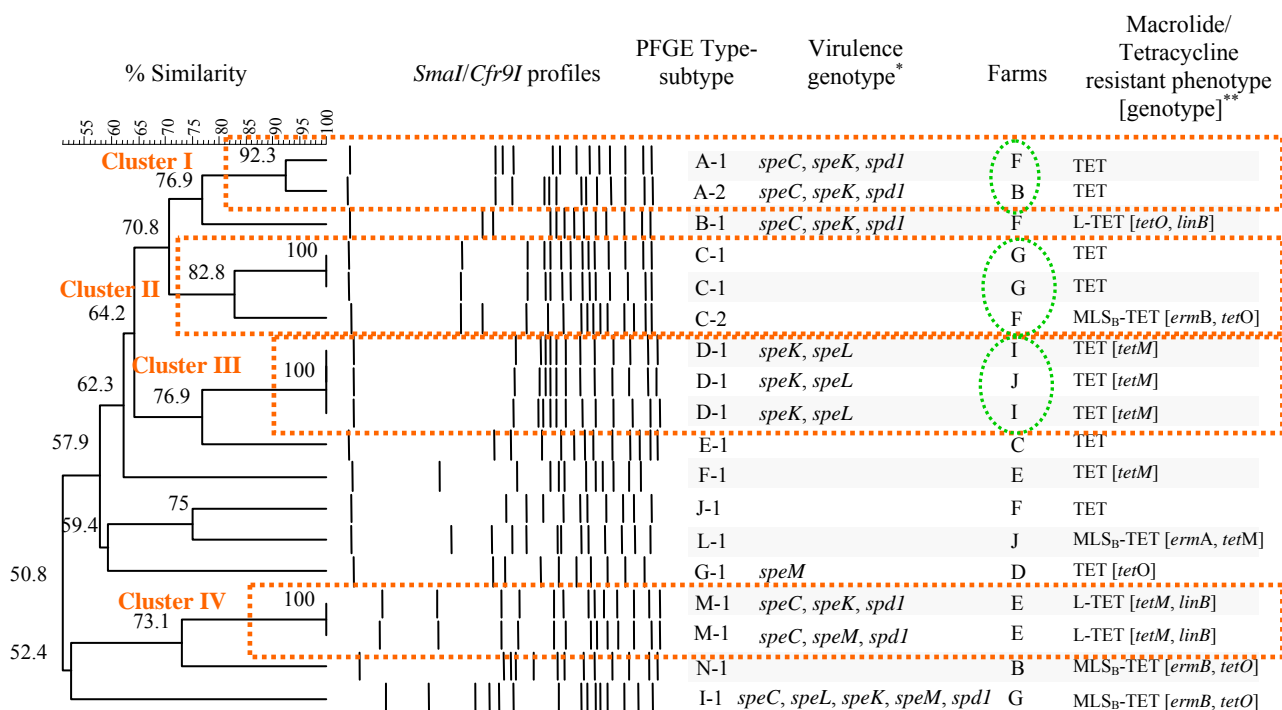 Macrolide/
PFGE Type- Virulence Tetracycline
% Similarity SmaI/Cfr9I profiles subtype genotype* Farms resistant phenotype
[genotype]**
55 60 65 70 75 80 85 90 95 100
Cluster I 92.3 A-1 speC, speK, spd1 F TET
76.9 A-2 speC, speK, spd1 B TET
70.8 B-1 speC, speK, spd1 F L-TET [tetO, linB]
100 C-1 G TET
Cluster II 82.8 C-1 G TET
64.2 C-2 F MLSB-TET [ermB, tetO]
D-1 speK, speL I TET [tetM]
Cluster III 100 D-1 speK, speL J TET [tetM]
62.3 76.9 D-1 speK, speL I TET [tetM]
57.9 E-1 C TET
F-1 E TET [tetM]
75 J-1 F TET
59.4 L-1 J MLSB-TET [ermA, tetM]
50.8 G-1 speM D TET [tetO]
Cluster IV 100 M-1 speC, speK, spd1 E L-TET [tetM, linB]
73.1 M-1 speC, speM, spd1 E L-TET [tetM, linB]
52.4 N-1 B MLSB-TET [ermB, tetO]
I-1 speC, speL, speK, speM, spd1 G MLSB-TET [ermB, tetO]